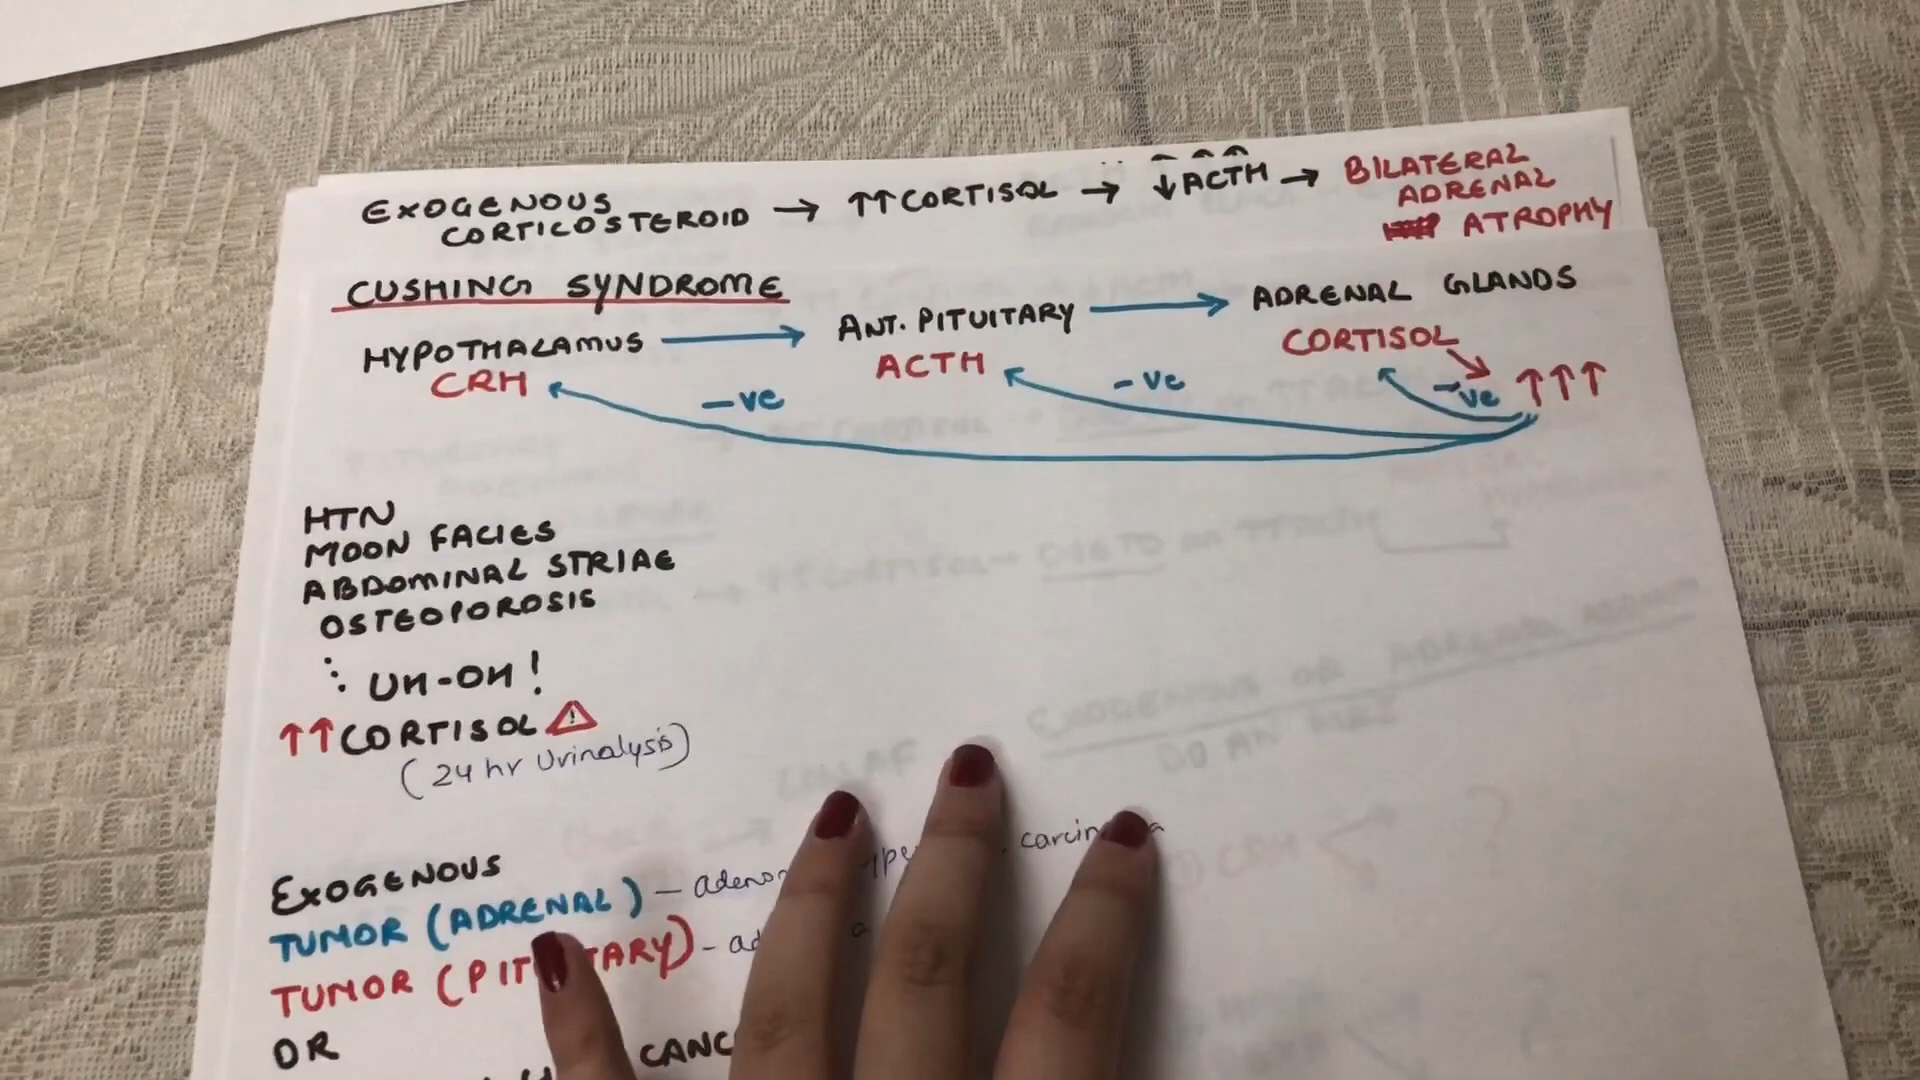 EXOGENOUS
CORTICOSTEROID → ↑↑ CORTISOL → ↓ ACTH → BILATERAL
ADRENAL
ATROPHY
CUSHING SYNDROME
HYPOTHALAMUS → ANT. PITUITARY → ADRENAL GLANDS
CRH ACTH CORTISOL
-ve -ve -ve ↑↑↑
HTN
MOON FACIES
ABDOMINAL STRIAE
OSTEOPOROSIS
UH-OH!
↑↑ CORTISOL ⚠
(24 hr Urinalysis)
EXOGENOUS
TUMOR (ADRENAL) -
TUMOR (PITUITARY) -
OR